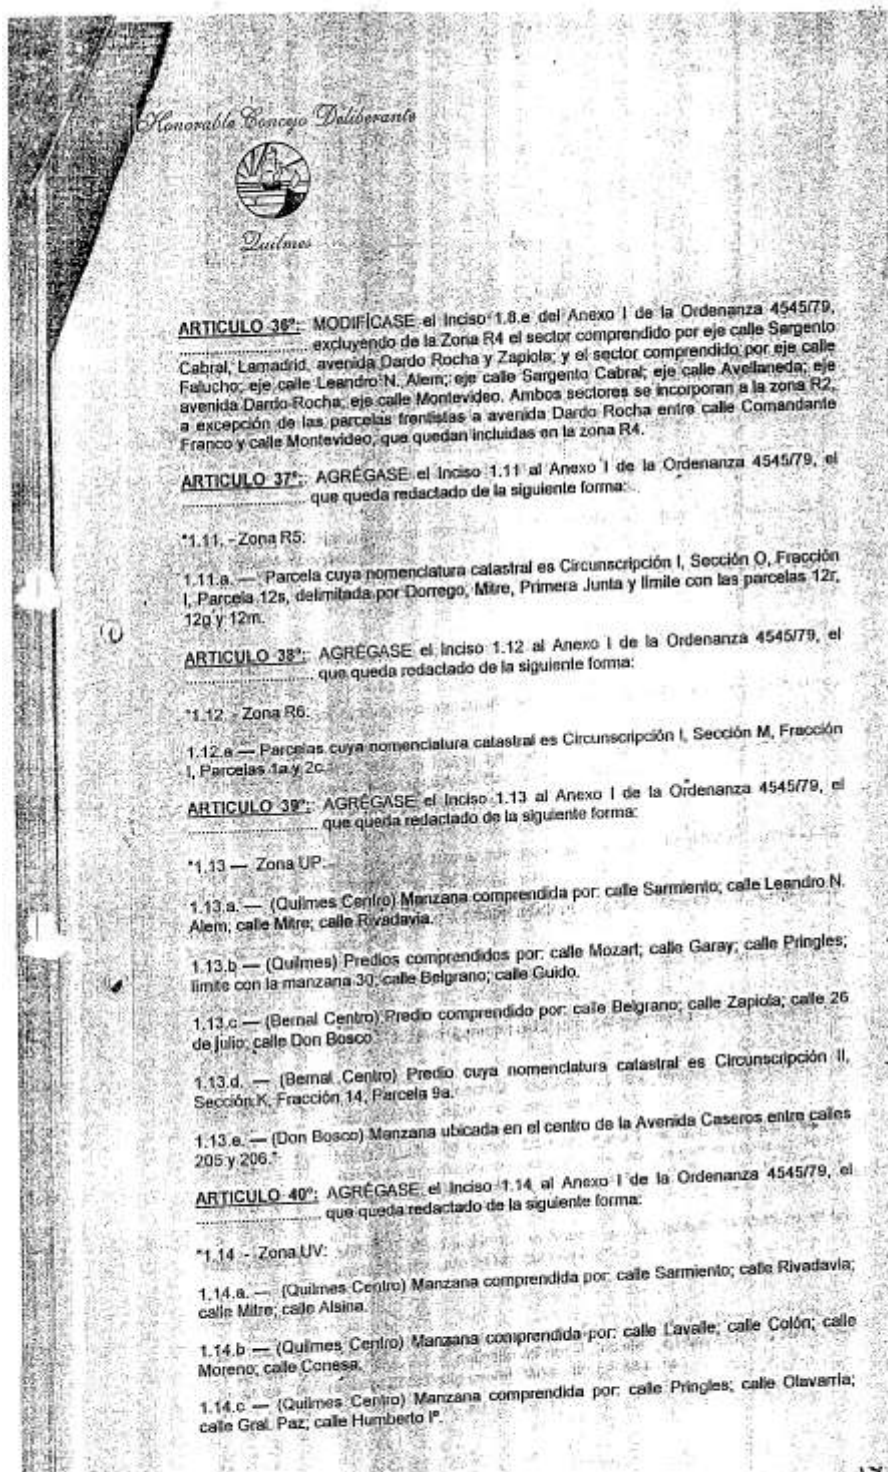 Honorable Concejo Deliberante
Quilmes
ARTICULO 36º: MODIFÍCASE el Inciso 1.8.e del Anexo I de la Ordenanza 4545/79,
.................... excluyendo de la Zona R4 el sector comprendido por eje calle Sargento
Cabral, Lamadrid, avenida Dardo Rocha y Zapiola; y el sector comprendido por eje calle
Falucho; eje calle Leandro N. Alem; eje calle Sargento Cabral; eje calle Avellaneda; eje
avenida Dardo Rocha; eje calle Montevideo. Ambos sectores se incorporan a la zona R2,
a excepción de las parcelas frentistas a avenida Dardo Rocha entre calle Comandante
Franco y calle Montevideo, que quedan incluidas en la zona R4.
ARTICULO 37º: AGRÉGASE el Inciso 1.11 al Anexo I de la Ordenanza 4545/79, el
.................... que queda redactado de la siguiente forma:
"1.11. - Zona R5:
1.11.a. — Parcela cuya nomenclatura catastral es Circunscripción I, Sección O, Fracción
I, Parcela 12s, delimitada por Dorrego, Mitre, Primera Junta y límite con las parcelas 12r,
12g y 12m.
ARTICULO 38º: AGRÉGASE el Inciso 1.12 al Anexo I de la Ordenanza 4545/79, el
.................... que queda redactado de la siguiente forma:
"1.12 - Zona R6:
1.12.a — Parcelas cuya nomenclatura catastral es Circunscripción I, Sección M, Fracción
I, Parcelas 1a y 2c.
ARTICULO 39º: AGRÉGASE el Inciso 1.13 al Anexo I de la Ordenanza 4545/79, el
.................... que queda redactado de la siguiente forma:
"1.13 — Zona UP:
1.13.a. — (Quilmes Centro) Manzana comprendida por: calle Sarmiento; calle Leandro N.
Alem; calle Mitre; calle Rivadavia.
1.13.b — (Quilmes) Predios comprendidos por: calle Mozart; calle Garay; calle Pringles;
límite con la manzana 30; calle Belgrano; calle Guido.
1.13.c — (Bernal Centro) Predio comprendido por: calle Belgrano; calle Zapiola; calle 26
de julio; calle Don Bosco
1.13.d. — (Bernal Centro) Predio cuya nomenclatura catastral es Circunscripción II,
Sección K, Fracción 14, Parcela 9a.
1.13.e. — (Don Bosco) Manzana ubicada en el centro de la Avenida Caseros entre calles
205 y 206."
ARTICULO 40º: AGRÉGASE el Inciso 1.14 al Anexo I de la Ordenanza 4545/79, el
.................... que queda redactado de la siguiente forma:
"1.14 - Zona UV:
1.14.a. — (Quilmes Centro) Manzana comprendida por: calle Sarmiento; calle Rivadavia;
calle Mitre; calle Alsina.
1.14.b — (Quilmes Centro) Manzana comprendida por: calle Lavalle; calle Colón; calle
Moreno; calle Conesa.
1.14.c — (Quilmes Centro) Manzana comprendida por: calle Pringles; calle Olavarría;
calle Gral. Paz; calle Humberto Iº.